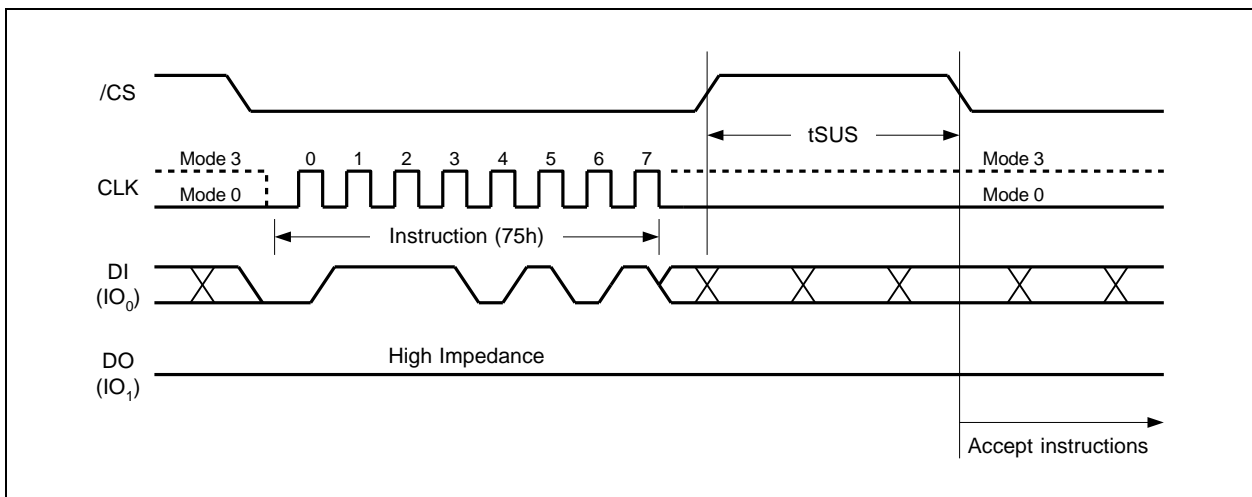 /CS
tSUS
Mode 3 0 1 2 3 4 5 6 7 Mode 3
CLK
Mode 0 Mode 0
Instruction (75h)
DI
(IO₀)
High Impedance
DO
(IO₁)
Accept instructions